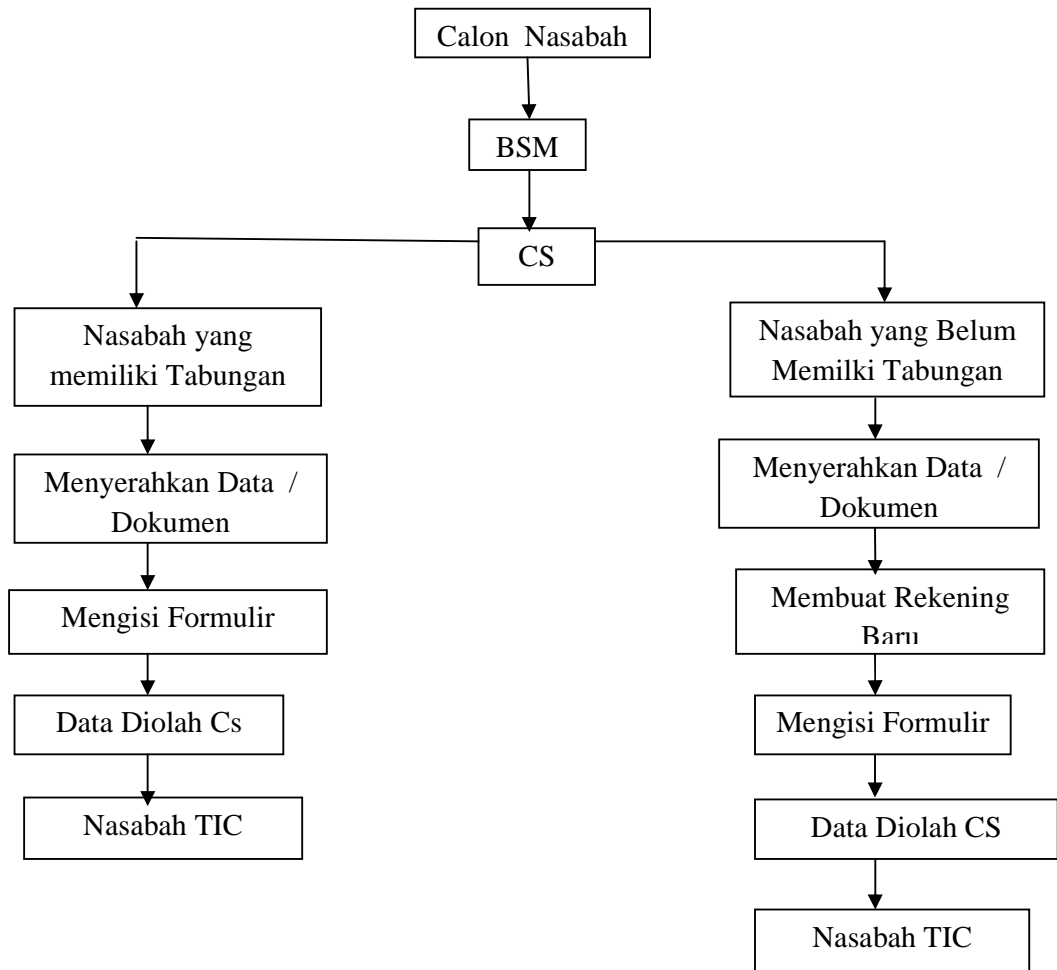 Calon Nasabah
BSM
CS
Nasabah yang
memiliki Tabungan
Menyerahkan Data /
Dokumen
Mengisi Formulir
Data Diolah Cs
Nasabah TIC
Nasabah yang Belum
Memilki Tabungan
Menyerahkan Data /
Dokumen
Membuat Rekening
Baru
Mengisi Formulir
Data Diolah CS
Nasabah TIC